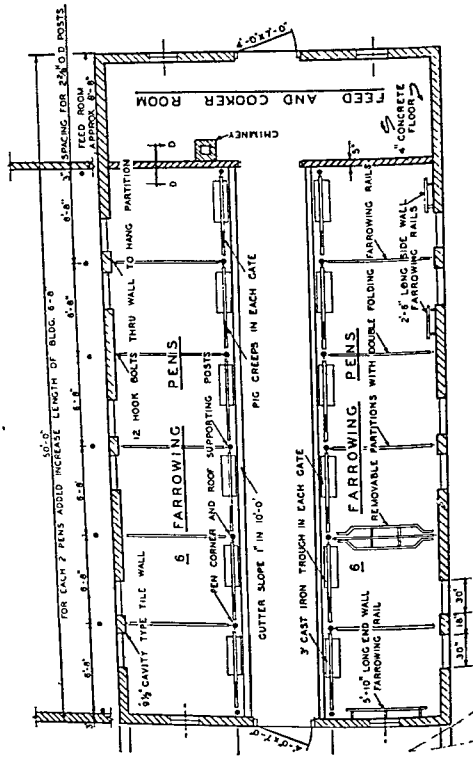 50'-0"
FOR EACH 2 PENS ADDED INCREASE LENGTH OF BLDG. 6-8"
3" SPACING FOR 2⅜" O D POSTS
FEED ROOM
APPROX 8'-8"
6'-8"
6'-8"
6'-8"
6'-8"
6'-8"
6'-8"
3"
9½" CAVITY TYPE TILE WALL
12 HOOK BOLTS THRU WALL TO HANG PARTITION
6 FARROWING PENS
PEN CORNER AND ROOF SUPPORTING POSTS
PIG CREEPS IN EACH GATE
D
D
CHIMNEY
FEED AND COOKER ROOM
4'-0"X7'-0"
GUTTER SLOPE 1" IN 10'-0"
5"
4" CONCRETE
FLOOR
3' CAST IRON TROUGH IN EACH GATE
6 FARROWING PENS
REMOVABLE PARTITIONS WITH DOUBLE FOLDING FARROWING RAILS
2'-6" LONG SIDE WALL
FARROWING RAILS
5'-10" LONG END WALL
FARROWING RAIL
4'-0"X7'-0"
30"
18"
30"